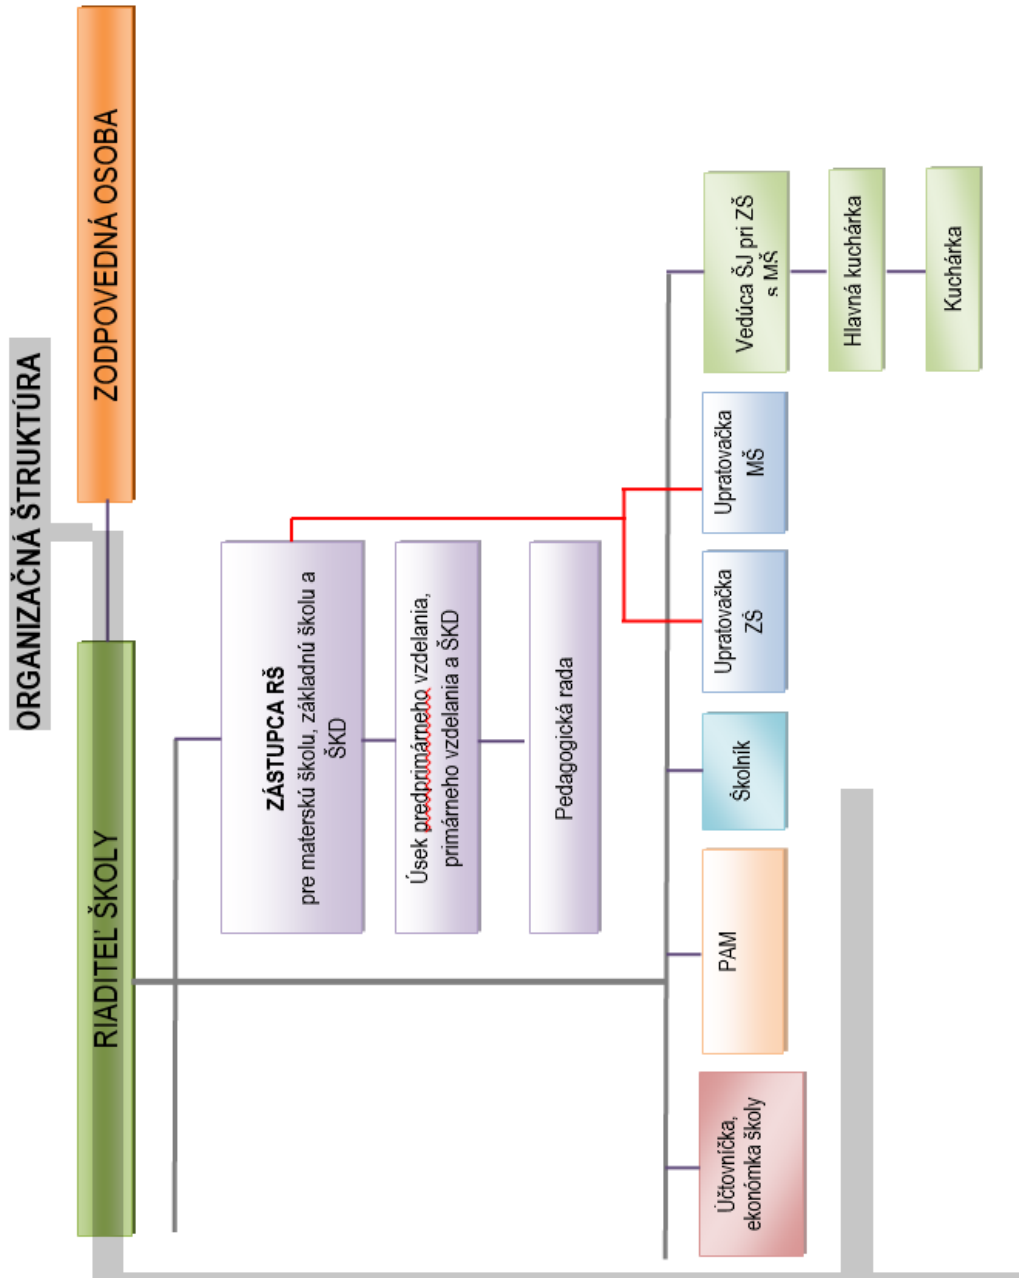 ORGANIZAČNÁ ŠTRUKTÚRA
RIADITEĽ ŠKOLY
ZODPOVEDNÁ OSOBA
ZÁSTUPCA RŠ
pre materskú školu, základnú školu a
ŠKD
Úsek predprimárneho vzdelania,
primárneho vzdelania a ŠKD
Pedagogická rada
Účtovníčka,
ekonómka školy
PAM
Školník
Upratovačka
ZŠ
Upratovačka
MŠ
Vedúca ŠJ pri ZŠ
s MŠ
Hlavná kuchárka
Kuchárka